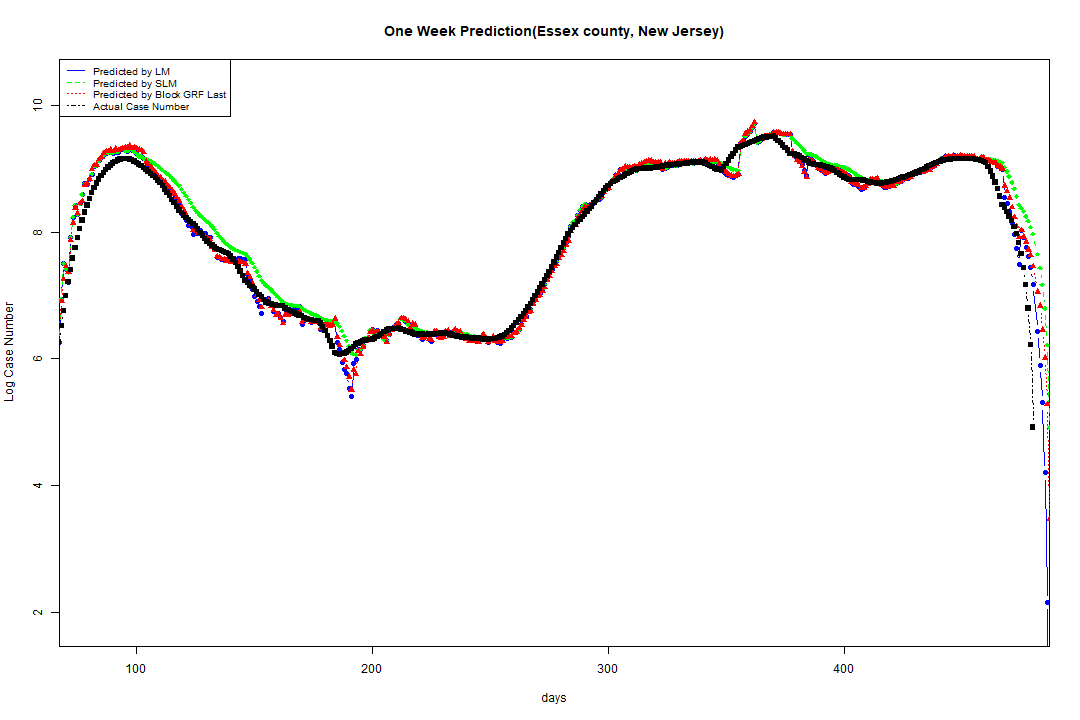 One Week Prediction(Essex county, New Jersey)
Predicted by LM
Predicted by SLM
Predicted by Block GRF Last
Actual Case Number
10
8
6
4
2
Log Case Number
100 200 300 400
days